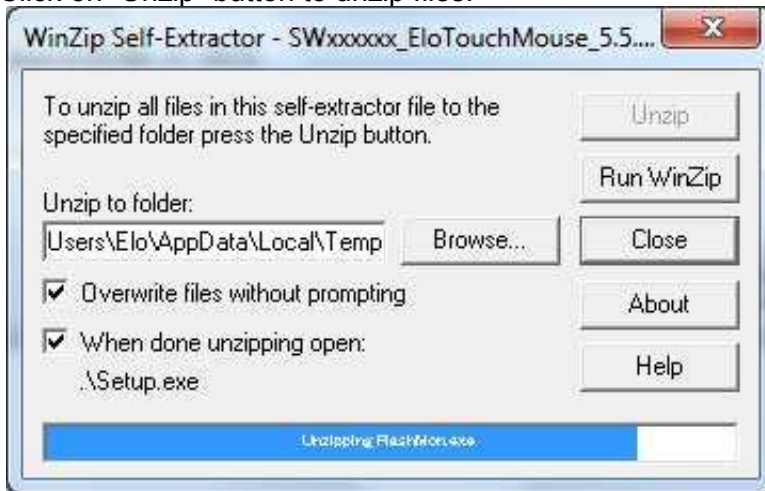 Click on "Unzip" button to unzip files.
WinZip Self-Extractor - SWxxxxxx_EloTouchMouse_5.5....
To unzip all files in this self-extractor file to the
specified folder press the Unzip button.
Unzip
Run WinZip
Unzip to folder:
Users\Elo\AppData\Local\Temp
Browse...
Close
Overwrite files without prompting
About
When done unzipping open:
.\Setup.exe
Help
Unzipping FlashMon.exe